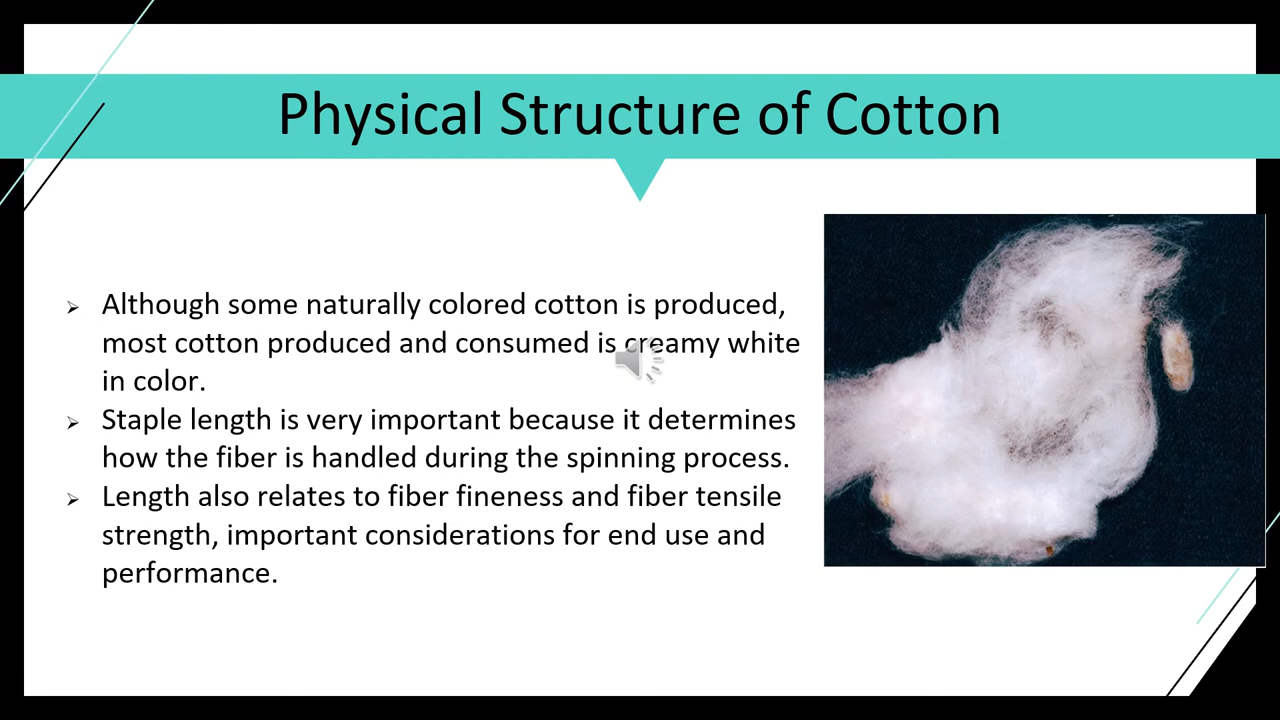 Physical Structure of Cotton
Although some naturally colored cotton is produced,
most cotton produced and consumed is creamy white
in color.
Staple length is very important because it determines
how the fiber is handled during the spinning process.
Length also relates to fiber fineness and fiber tensile
strength, important considerations for end use and
performance.